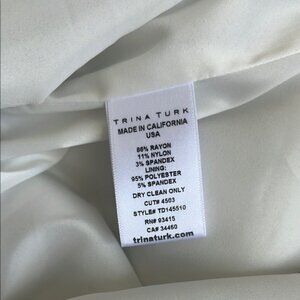 TRINA TURK
MADE IN CALIFORNIA
USA
86% RAYON
11% NYLON
3% SPANDEX
LINING:
95% POLYESTER
5% SPANDEX
DRY CLEAN ONLY
CUT# 4503
STYLE# TD145510
RN# 93415
CA# 34460
trinaturk.com